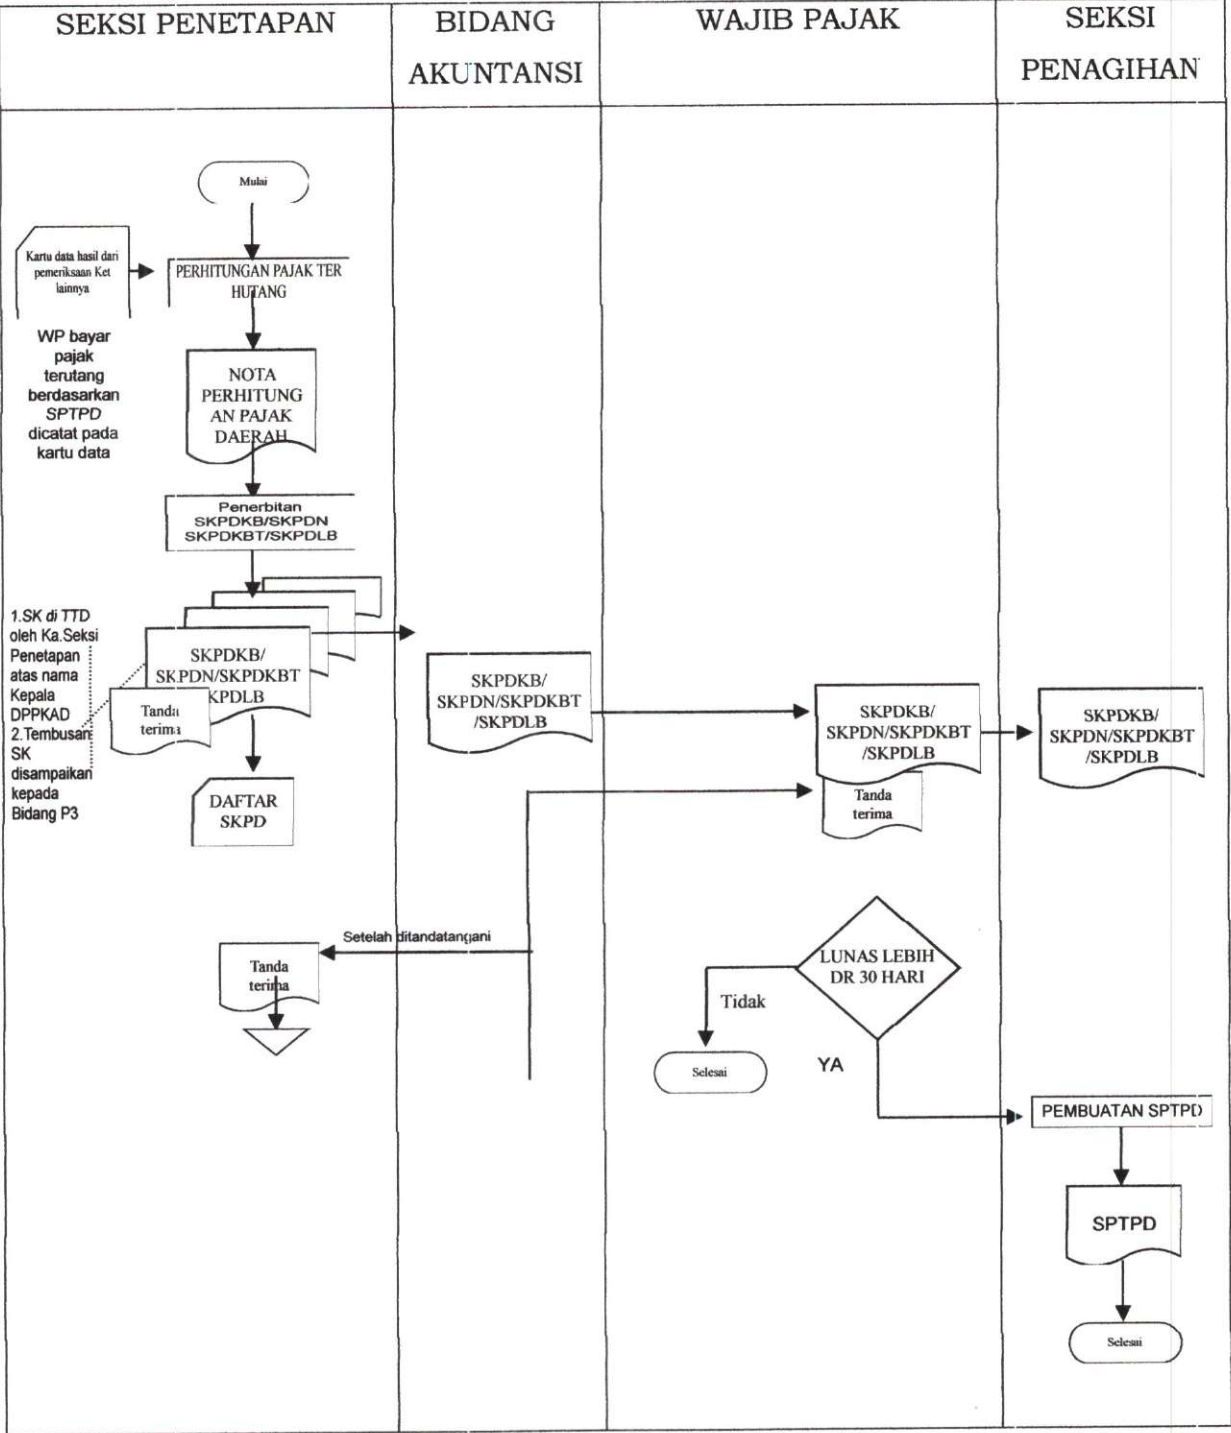 SEKSI PENETAPAN
BIDANG
AKUNTANSI
WAJIB PAJAK
SEKSI
PENAGIHAN
Mulai
Kartu data hasil dari
pemeriksaan Ket
lainnya
PERHITUNGAN PAJAK TER
HUTANG
WP bayar
pajak
terutang
berdasarkan
SPTPD
dicatat pada
kartu data
NOTA
PERHITUNG
AN PAJAK
DAERAH
Penerbitan
SKPDKB/SKPDN
SKPDKBT/SKPDLB
1.SK di TTD
oleh Ka.Seksi
Penetapan
atas nama
Kepala
DPPKAD
2.Tembusan
SK
disampaikan
kepada
Bidang P3
SKPDKB/
SKPDN/SKPDKBT
KPDLB
Tanda
terima
DAFTAR
SKPD
SKPDKB/
SKPDN/SKPDKBT
/SKPDLB
SKPDKB/
SKPDN/SKPDKBT
/SKPDLB
Tanda
terima
SKPDKB/
SKPDN/SKPDKBT
/SKPDLB
Setelah ditandatangani
Tanda
terima
LUNAS LEBIH
DR 30 HARI
Tidak
Selesai
YA
PEMBUATAN SPTPD
SPTPD
Selesai